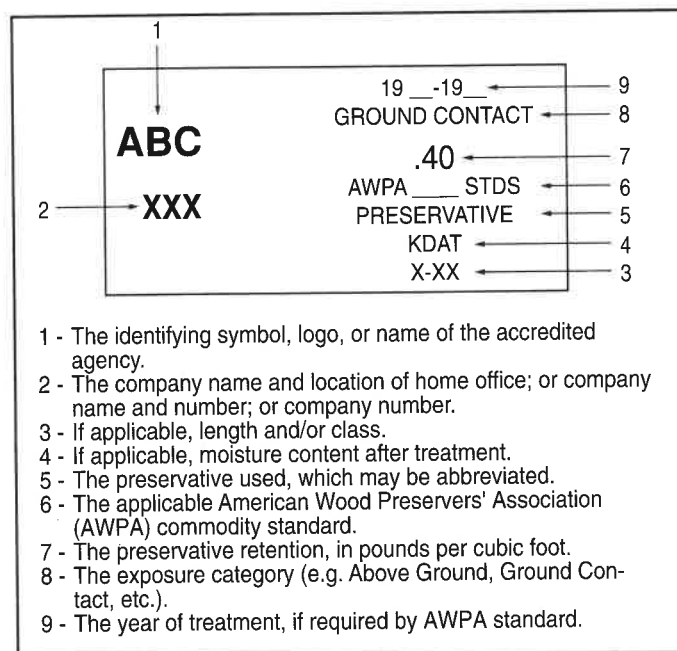 1
19 __-19__ 9
GROUND CONTACT 8
ABC
.40 7
AWPA ____ STDS 6
2 XXX
PRESERVATIVE 5
KDAT 4
X-XX 3
1 - The identifying symbol, logo, or name of the accredited
agency.
2 - The company name and location of home office; or company
name and number; or company number.
3 - If applicable, length and/or class.
4 - If applicable, moisture content after treatment.
5 - The preservative used, which may be abbreviated.
6 - The applicable American Wood Preservers' Association
(AWPA) commodity standard.
7 - The preservative retention, in pounds per cubic foot.
8 - The exposure category (e.g. Above Ground, Ground Con-
tact, etc.).
9 - The year of treatment, if required by AWPA standard.